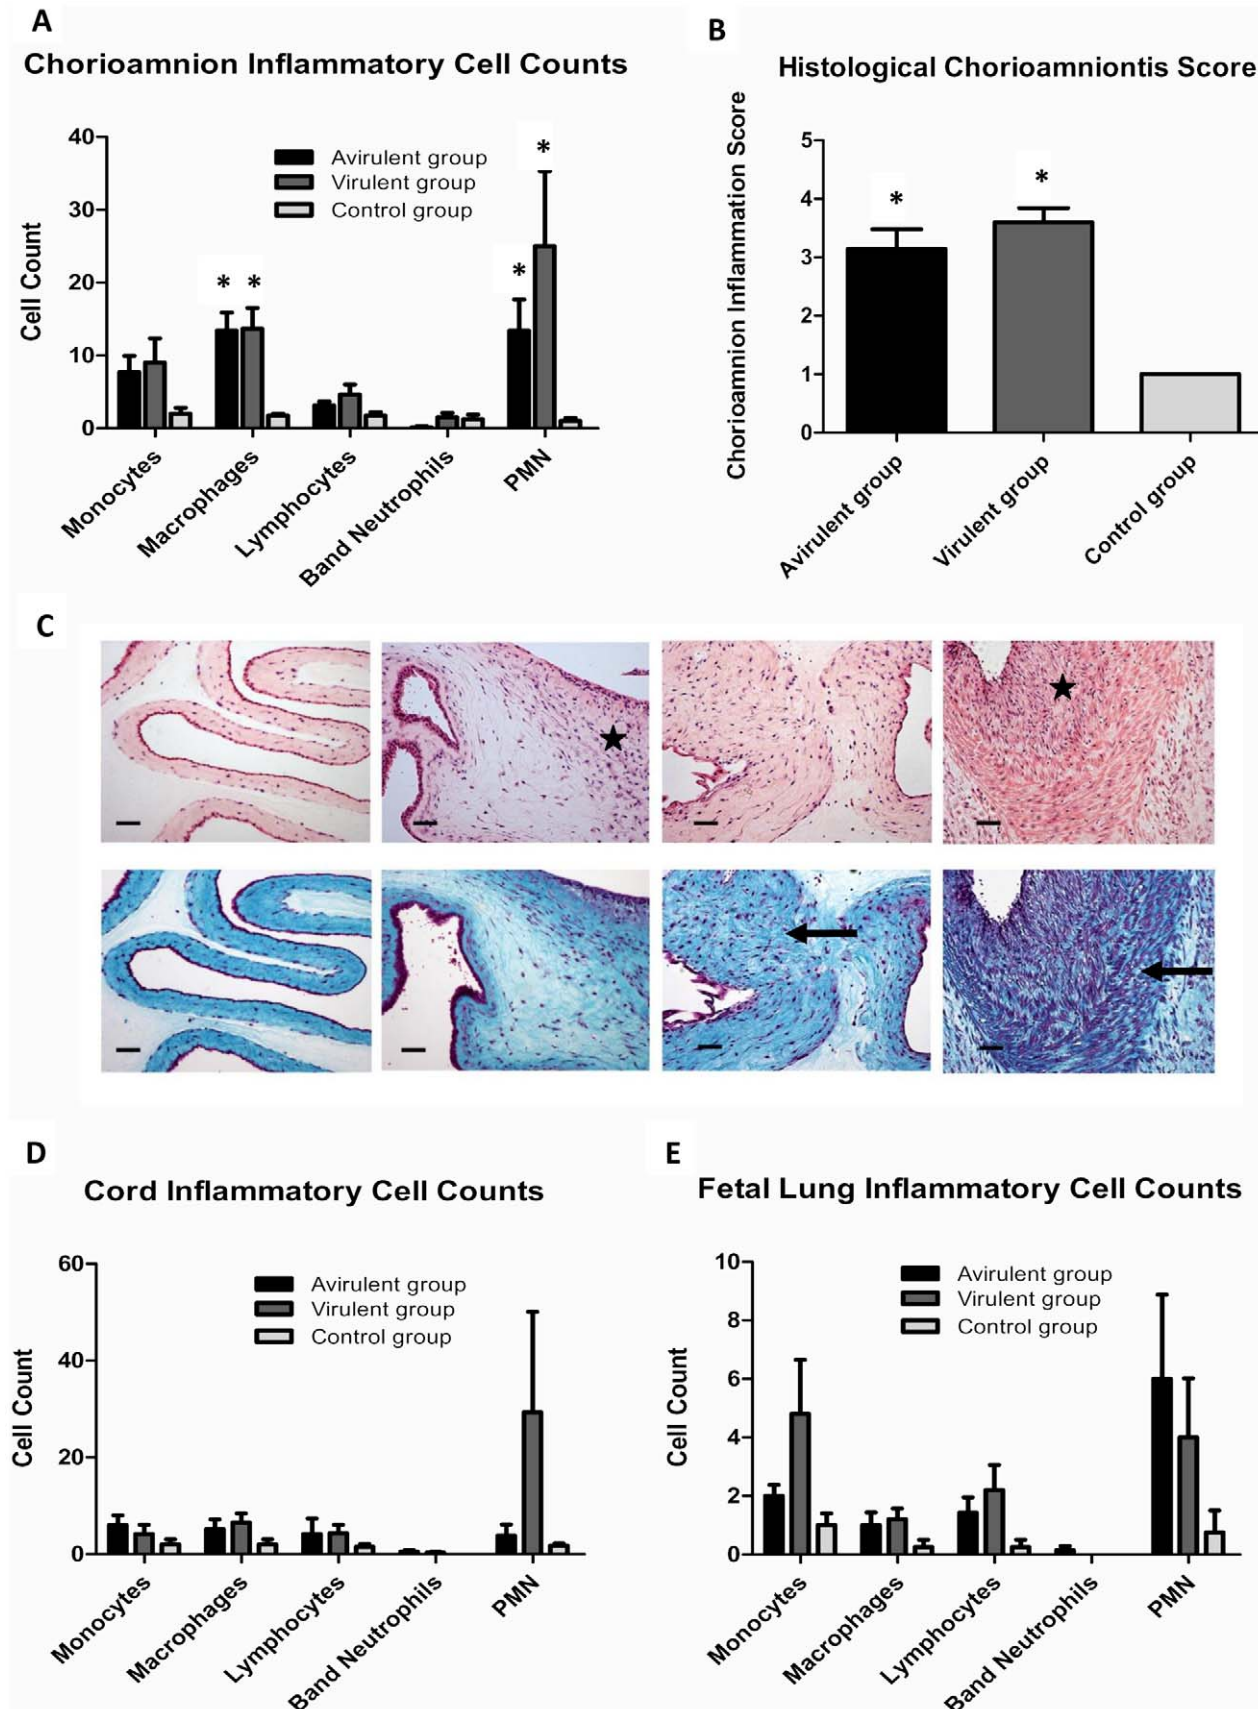 A
Chorioamnion Inflammatory Cell Counts
40
30
20
10
0
Cell Count
Avirulent group
Virulent group
Control group
*
*
*
*
Monocytes
Macrophages
Lymphocytes
Band Neutrophils
PMN
B
Histological Chorioamniontis Score
Chorioamnion Inflammation Score
5
4
3
2
1
0
*
*
Avirulent group
Virulent group
Control group
C
D
Cord Inflammatory Cell Counts
60
40
20
0
Cell Count
Avirulent group
Virulent group
Control group
Monocytes
Macrophages
Lymphocytes
Band Neutrophils
PMN
E
Fetal Lung Inflammatory Cell Counts
10
8
6
4
2
0
Cell Count
Avirulent group
Virulent group
Control group
Monocytes
Macrophages
Lymphocytes
Band Neutrophils
PMN